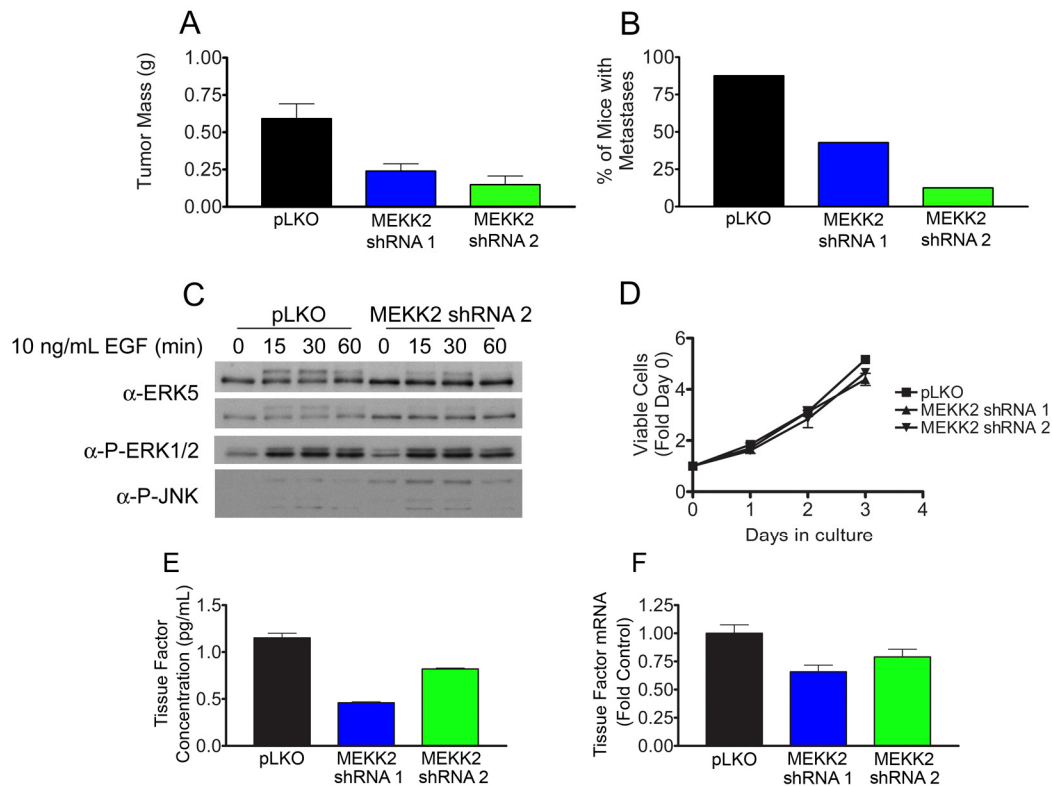 A
Tumor Mass (g)
1.00
0.75
0.50
0.25
0.00
pLKO
MEKK2
shRNA 1
MEKK2
shRNA 2
B
% of Mice with
Metastases
100
75
50
25
0
pLKO
MEKK2
shRNA 1
MEKK2
shRNA 2
C
pLKO
MEKK2 shRNA 2
10 ng/mL EGF (min)
0 15 30 60 0 15 30 60
α-ERK5
α-P-ERK1/2
α-P-JNK
D
Viable Cells
(Fold Day 0)
6
4
2
0
0 1 2 3 4
Days in culture
pLKO
MEKK2 shRNA 1
MEKK2 shRNA 2
E
Tissue Factor
Concentration (pg/mL)
1.5
1.0
0.5
0.0
pLKO
MEKK2
shRNA 1
MEKK2
shRNA 2
F
Tissue Factor mRNA
(Fold Control)
1.25
1.00
0.75
0.50
0.25
0.00
pLKO
MEKK2
shRNA 1
MEKK2
shRNA 2